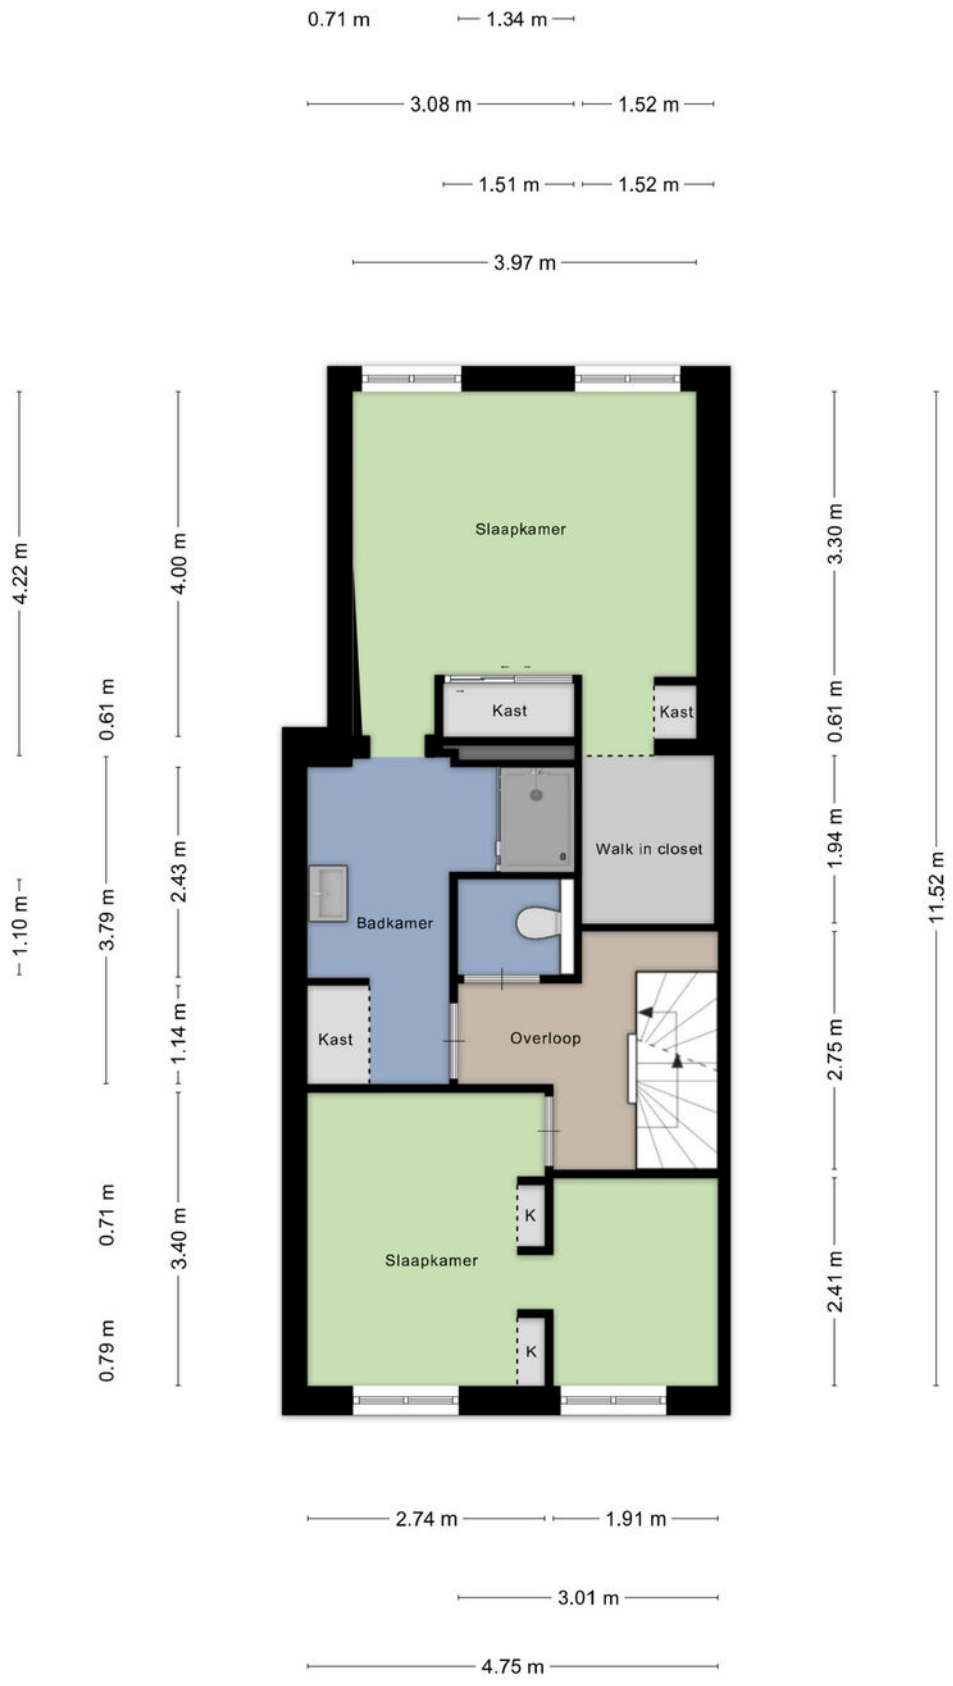 0.71 m
1.34 m
3.08 m
1.52 m
1.51 m
1.52 m
3.97 m
4.22 m
4.00 m
3.30 m
Slaapkamer
0.61 m
Kast
Kast
0.61 m
11.52 m
1.10 m
3.79 m
2.43 m
Walk in closet
1.94 m
Badkamer
1.14 m
Kast
Overloop
2.75 m
0.71 m
3.40 m
K
Slaapkamer
2.41 m
0.79 m
K
2.74 m
1.91 m
3.01 m
4.75 m